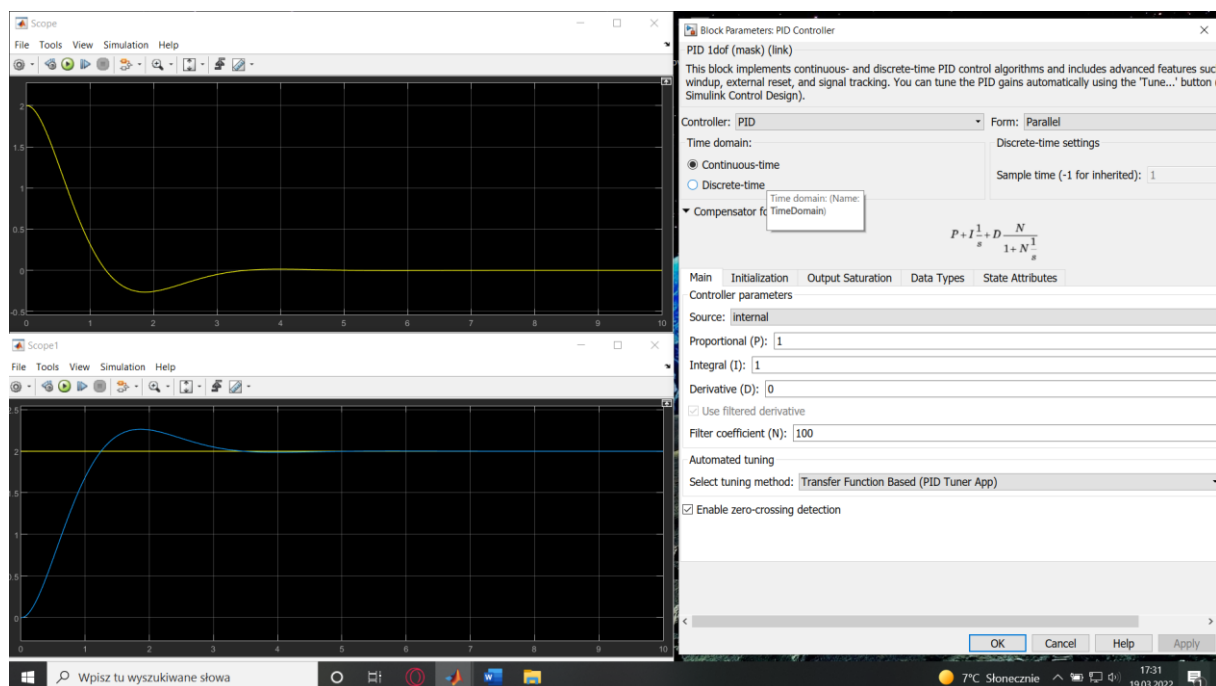 Scope
File Tools View Simulation Help
2
1.5
1
0.5
0
-0.5
0 1 2 3 4 5 6 7 8 9 10
Scope1
File Tools View Simulation Help
2.5
2
1.5
1
0.5
0
0 1 2 3 4 5 6 7 8 9 10
Block Parameters: PID Controller
PID 1dof (mask) (link)
This block implements continuous- and discrete-time PID control algorithms and includes advanced features suc
windup, external reset, and signal tracking. You can tune the PID gains automatically using the 'Tune...' button (
Simulink Control Design).
Controller: PID Form: Parallel
Time domain: Discrete-time settings
Continuous-time
Sample time (-1 for inherited): 1
Discrete-time
Time domain: (Name:
TimeDomain)
Compensator fo
P + I 1/s + D N/(1 + N 1/s)
Main Initialization Output Saturation Data Types State Attributes
Controller parameters
Source: internal
Proportional (P): 1
Integral (I): 1
Derivative (D): 0
Use filtered derivative
Filter coefficient (N): 100
Automated tuning
Select tuning method: Transfer Function Based (PID Tuner App)
Enable zero-crossing detection
OK Cancel Help Apply
Wpisz tu wyszukiwane słowa
7°C Słonecznie
17:31
19.03.2022